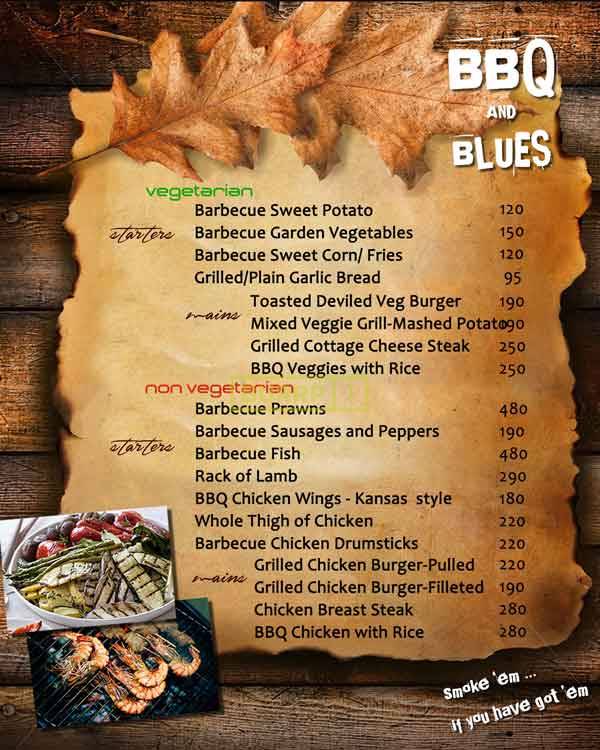 BBQ
AND
BLUES
vegetarian
starters
Barbecue Sweet Potato 120
Barbecue Garden Vegetables 150
Barbecue Sweet Corn/ Fries 120
Grilled/Plain Garlic Bread 95
mains
Toasted Deviled Veg Burger 190
Mixed Veggie Grill-Mashed Potato 190
Grilled Cottage Cheese Steak 250
BBQ Veggies with Rice 250
non vegetarian
starters
Barbecue Prawns 480
Barbecue Sausages and Peppers 190
Barbecue Fish 480
Rack of Lamb 290
BBQ Chicken Wings - Kansas style 180
Whole Thigh of Chicken 220
Barbecue Chicken Drumsticks 220
mains
Grilled Chicken Burger-Pulled 220
Grilled Chicken Burger-Filleted 190
Chicken Breast Steak 280
BBQ Chicken with Rice 280
Smoke 'em ...
if you have got 'em